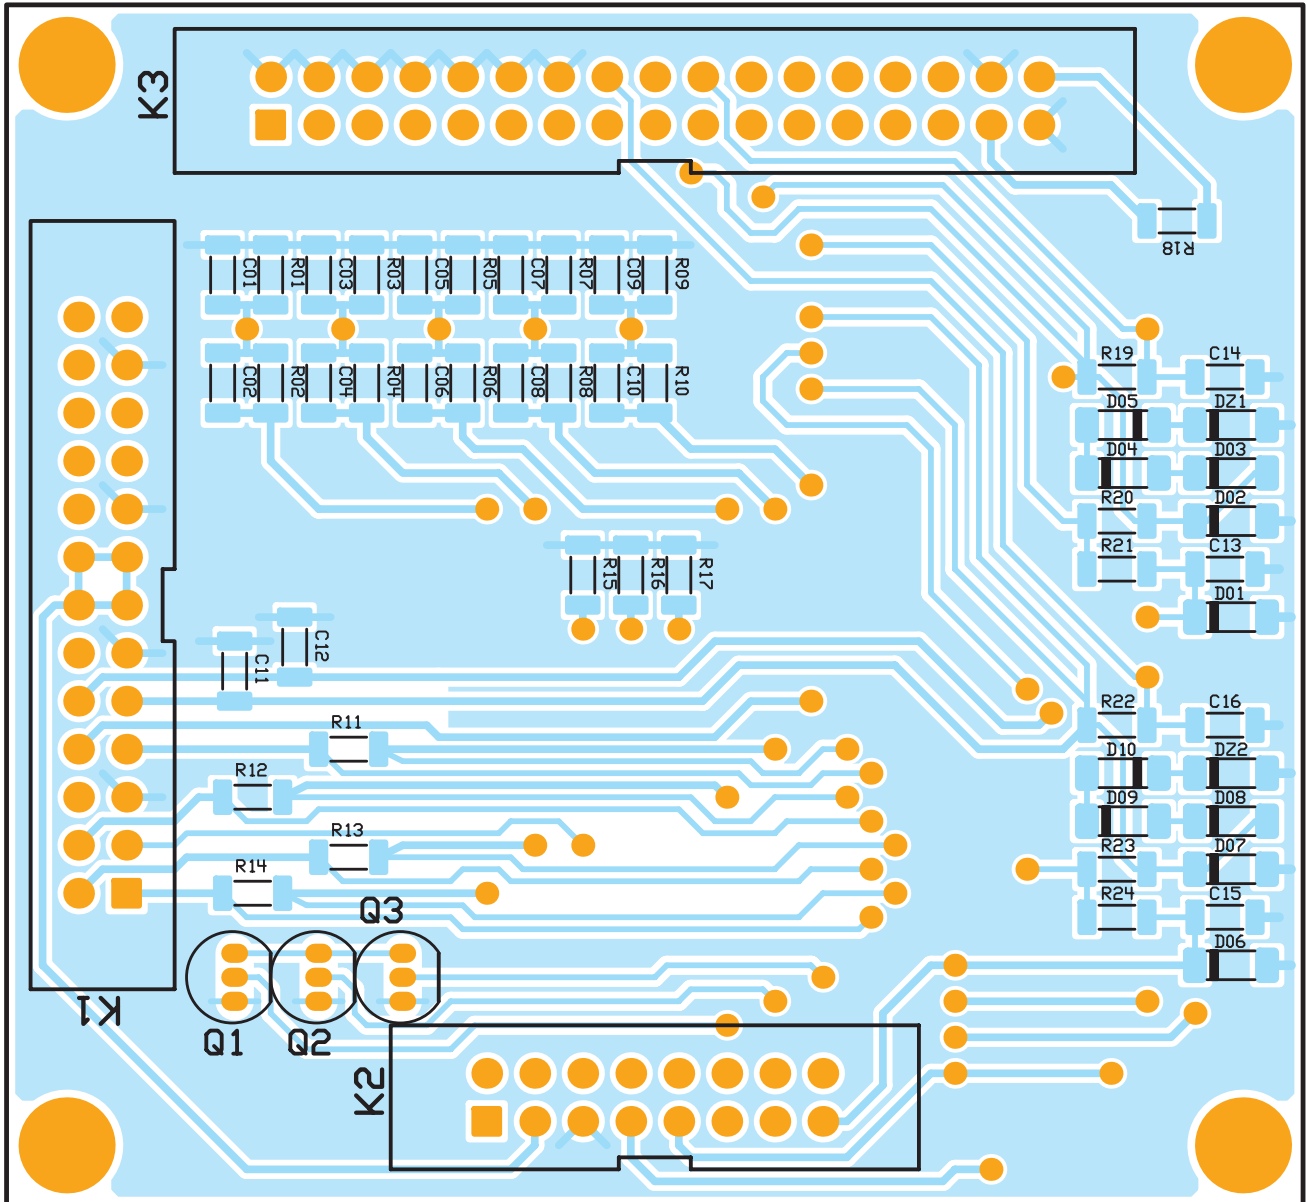 K3
R18
C01 R01 C03 R03 C05 R05 C07 R07 C09 R09
C02 R02 C04 R04 C06 R06 C08 R08 C10 R10
R19 C14
D05 DZ1
D04 D03
R20 D02
R21 C13
D01
R15 R16 R17
C12
C11
R11
R12
R13
R14
R22 C16
D10 DZ2
D09 D08
R23 D07
R24 C15
D06
Q3
K1
Q1 Q2
K2